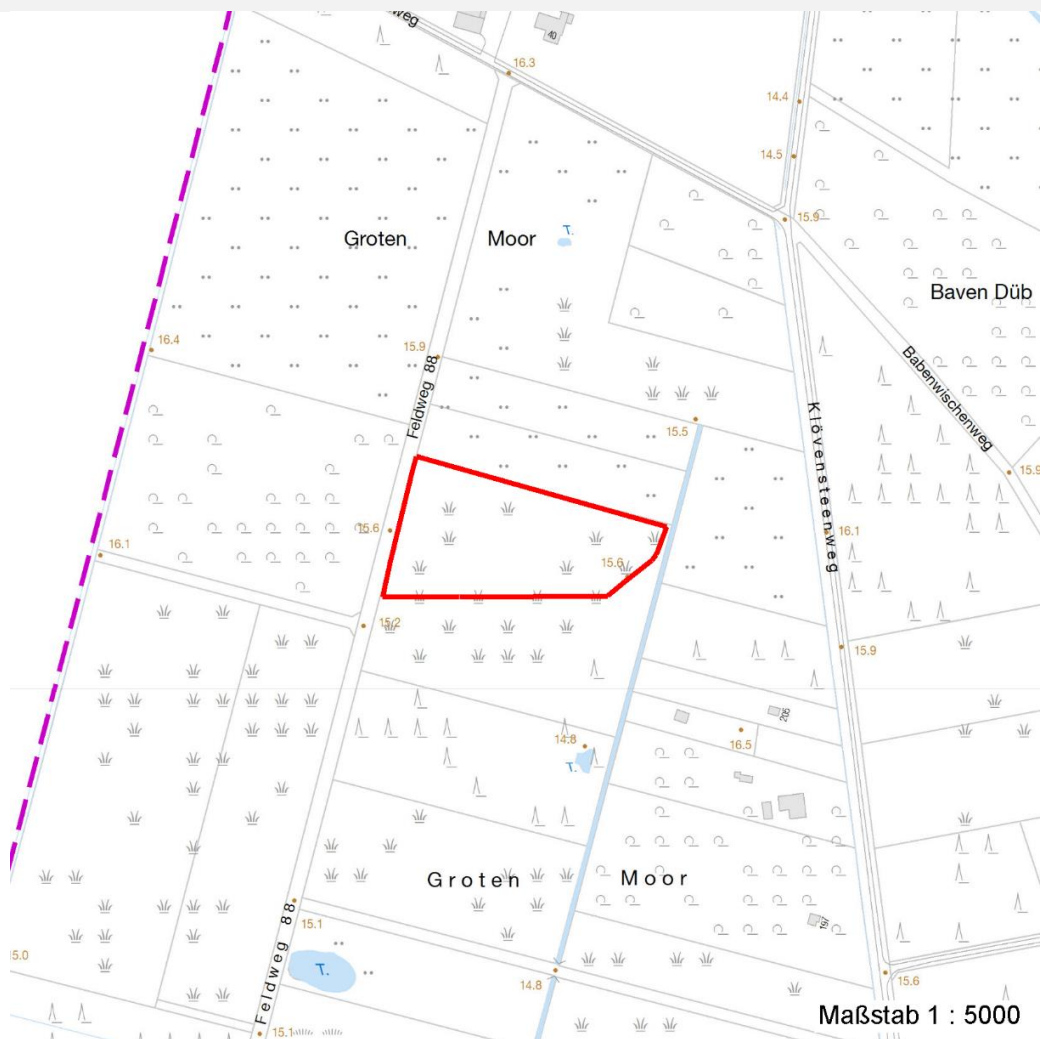 weg
40
16.3
14.4
14.5
15.9
Groten Moor
T.
Baven Düb
16.4
15.9
Feldweg 88
Babenwischenweg
15.5
Klövensteenweg
15.9
15.6
16.1
16.1
15.6
15.2
15.9
205
16.5
14.8
T.
Groten Moor
197
Feldweg 88
15.1
15.0
T.
14.8
15.6
15.1
Maßstab 1 : 5000